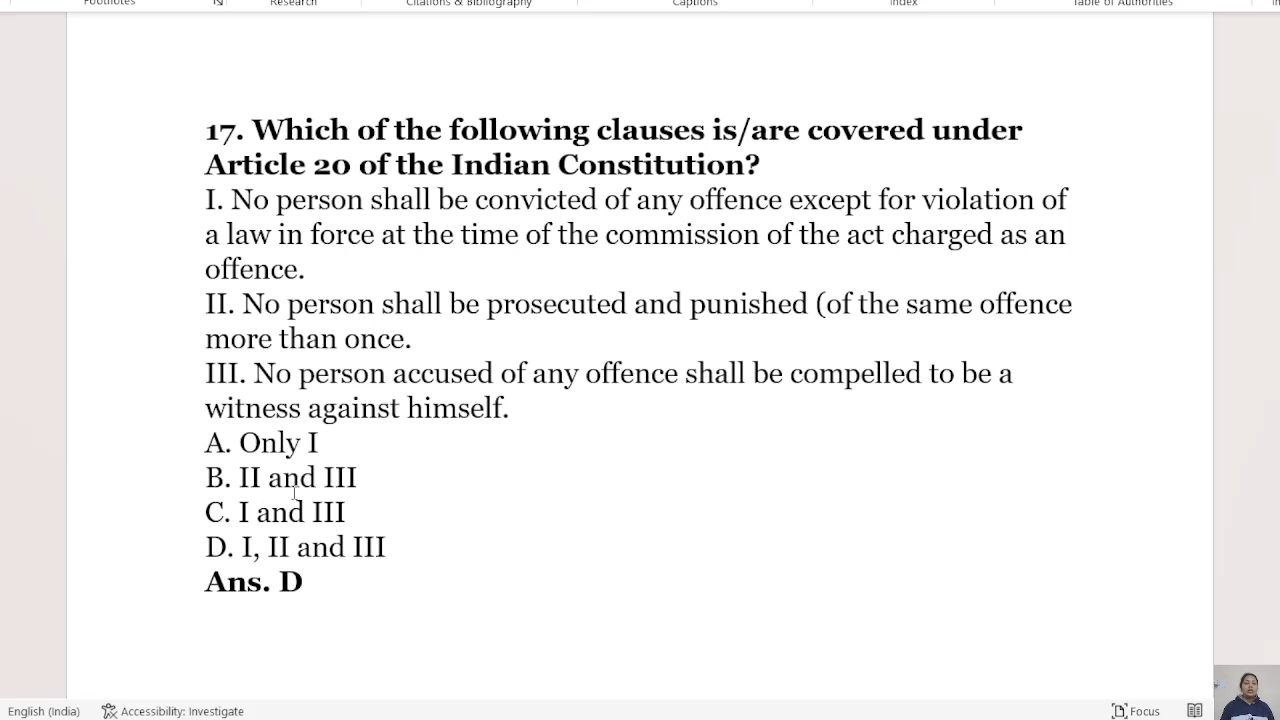 Footnotes Research Citations & Bibliography Captions Index Table of Authorities
17. Which of the following clauses is/are covered under
Article 20 of the Indian Constitution?
I. No person shall be convicted of any offence except for violation of
a law in force at the time of the commission of the act charged as an
offence.
II. No person shall be prosecuted and punished (of the same offence
more than once.
III. No person accused of any offence shall be compelled to be a
witness against himself.
A. Only I
B. II and III
C. I and III
D. I, II and III
Ans. D
English (India) Accessibility: Investigate Focus